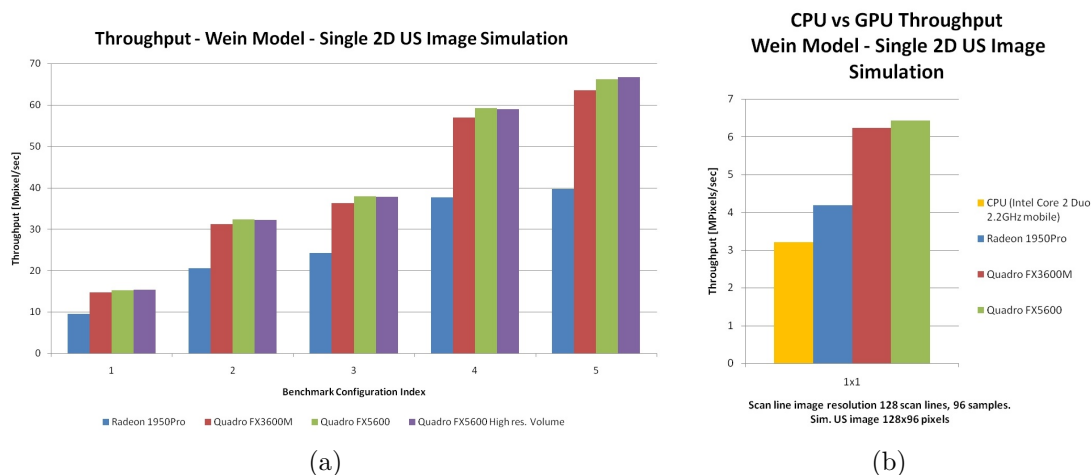 Throughput - Wein Model - Single 2D US Image Simulation
Throughput [Mpixel/sec]
70
60
50
40
30
20
10
0
1 2 3 4 5
Benchmark Configuration Index
Radeon 1950Pro Quadro FX3600M Quadro FX5600 Quadro FX5600 High res. Volume
(a)
CPU vs GPU Throughput
Wein Model - Single 2D US Image
Simulation
Throughput [MPixels/sec]
7
6
5
4
3
2
1
0
1x1
Scan line image resolution 128 scan lines, 96 samples.
Sim. US image 128x96 pixels
CPU (Intel Core 2 Duo
2.2GHz mobile)
Radeon 1950Pro
Quadro FX3600M
Quadro FX5600
(b)